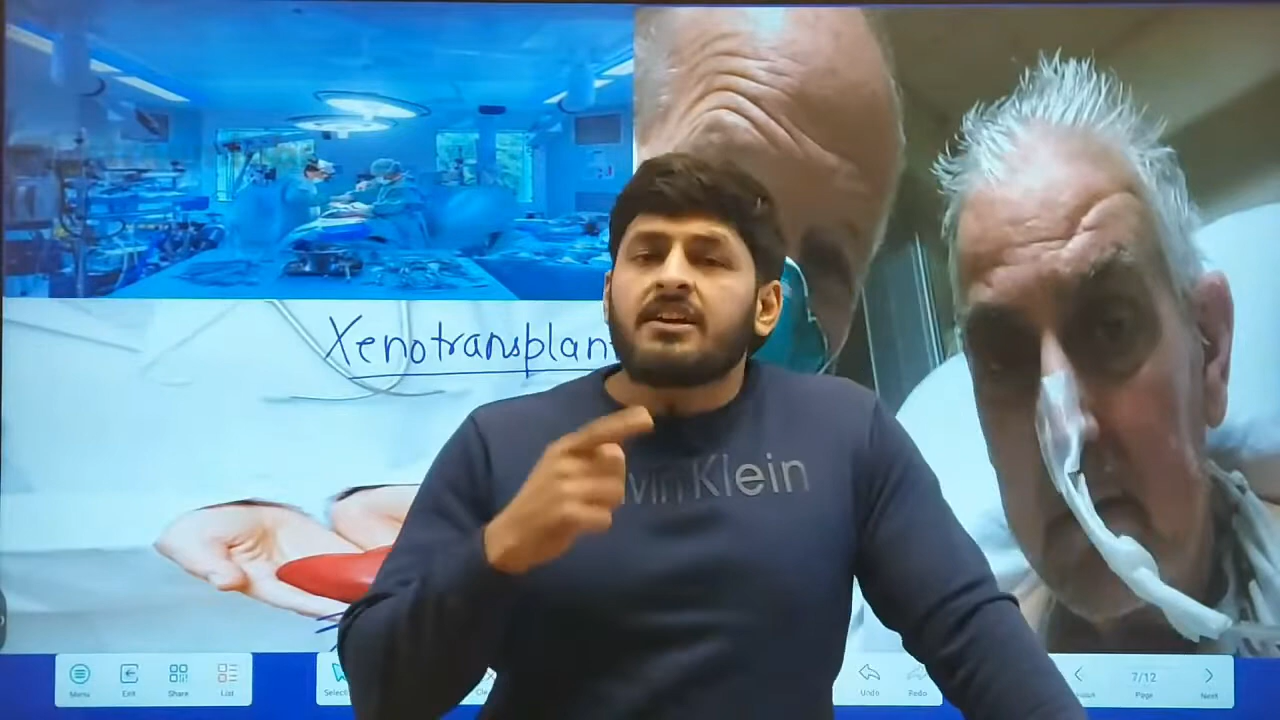 Xenotransplan
vin Klein
Menu
Exit
Share
List
Undo
Redo
7/12
Page
Next